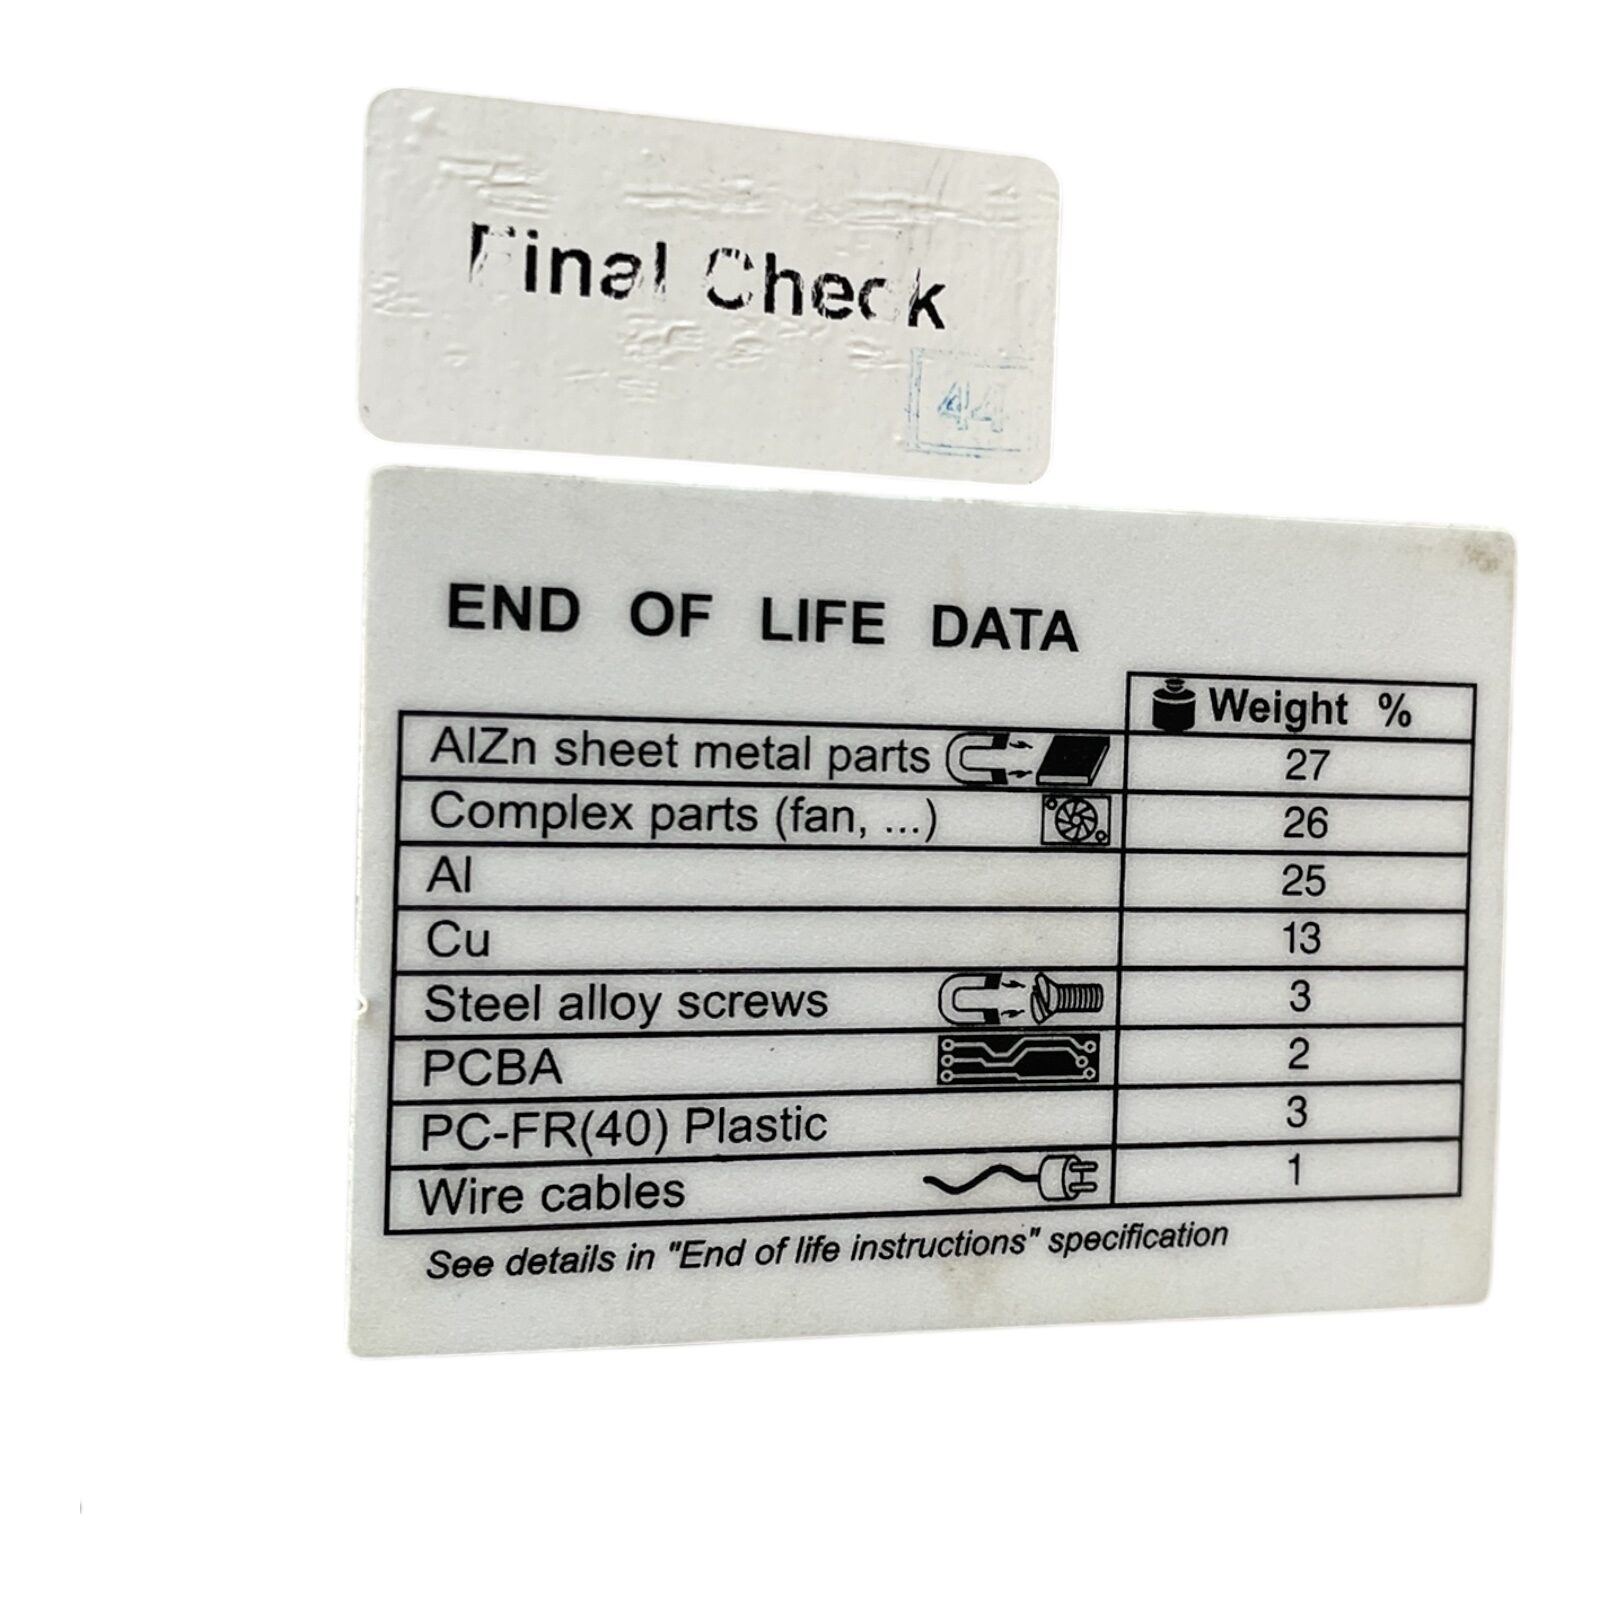 Final Check
44
END OF LIFE DATA
Weight %
AlZn sheet metal parts 27
Complex parts (fan, ...) 26
Al 25
Cu 13
Steel alloy screws 3
PCBA 2
PC-FR(40) Plastic 3
Wire cables 1
See details in "End of life instructions" specification